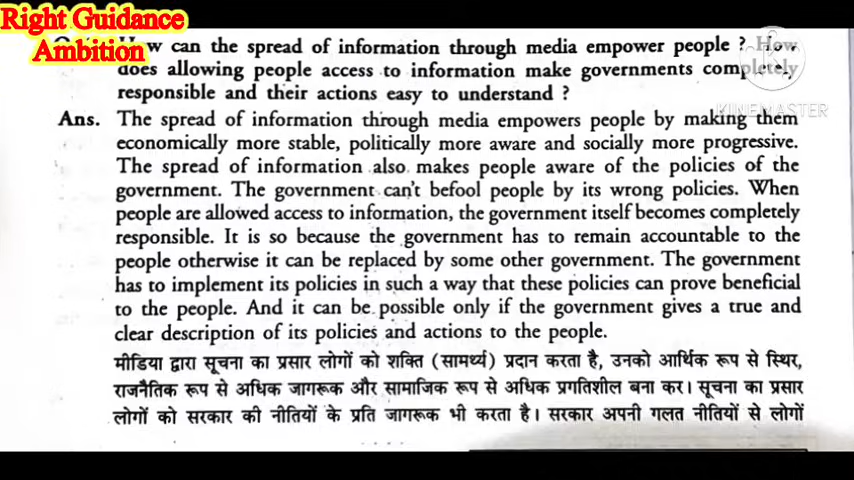 Right Guidance
Ambition
How can the spread of information through media empower people ? How
does allowing people access to information make governments completely
responsible and their actions easy to understand ?
KINEMASTER
Ans. The spread of information through media empowers people by making them
economically more stable, politically more aware and socially more progressive.
The spread of information also makes people aware of the policies of the
government. The government can't befool people by its wrong policies. When
people are allowed access to information, the government itself becomes completely
responsible. It is so because the government has to remain accountable to the
people otherwise it can be replaced by some other government. The government
has to implement its policies in such a way that these policies can prove beneficial
to the people. And it can be possible only if the government gives a true and
clear description of its policies and actions to the people.
मीडिया द्वारा सूचना का प्रसार लोगों को शक्ति (सामर्थ्य) प्रदान करता है, उनको आर्थिक रूप से स्थिर,
राजनैतिक रूप से अधिक जागरूक और सामाजिक रूप से अधिक प्रगतिशील बना कर। सूचना का प्रसार
लोगों को सरकार की नीतियों के प्रति जागरूक भी करता है। सरकार अपनी गलत नीतियों से लोगों